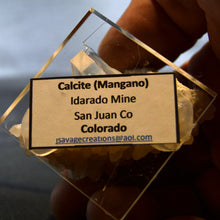 Calcite (Mangano)
Idarado Mine
San Juan Co
Colorado
jsavagecreations@aol.com